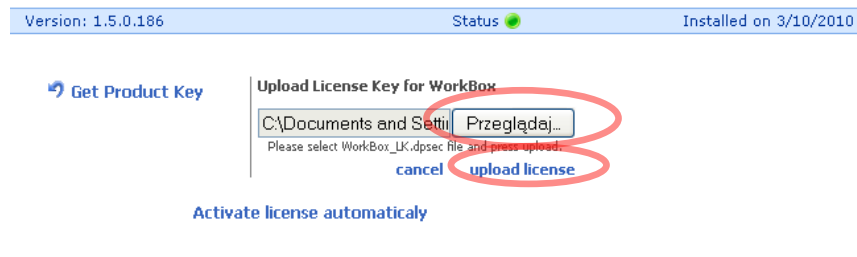 Version: 1.5.0.186 Status Installed on 3/10/2010
Get Product Key
Upload License Key for WorkBox
C:\Documents and Settii Przeglądaj...
Please select WorkBox_LK.dpsec file and press upload.
cancel upload license
Activate license automaticaly